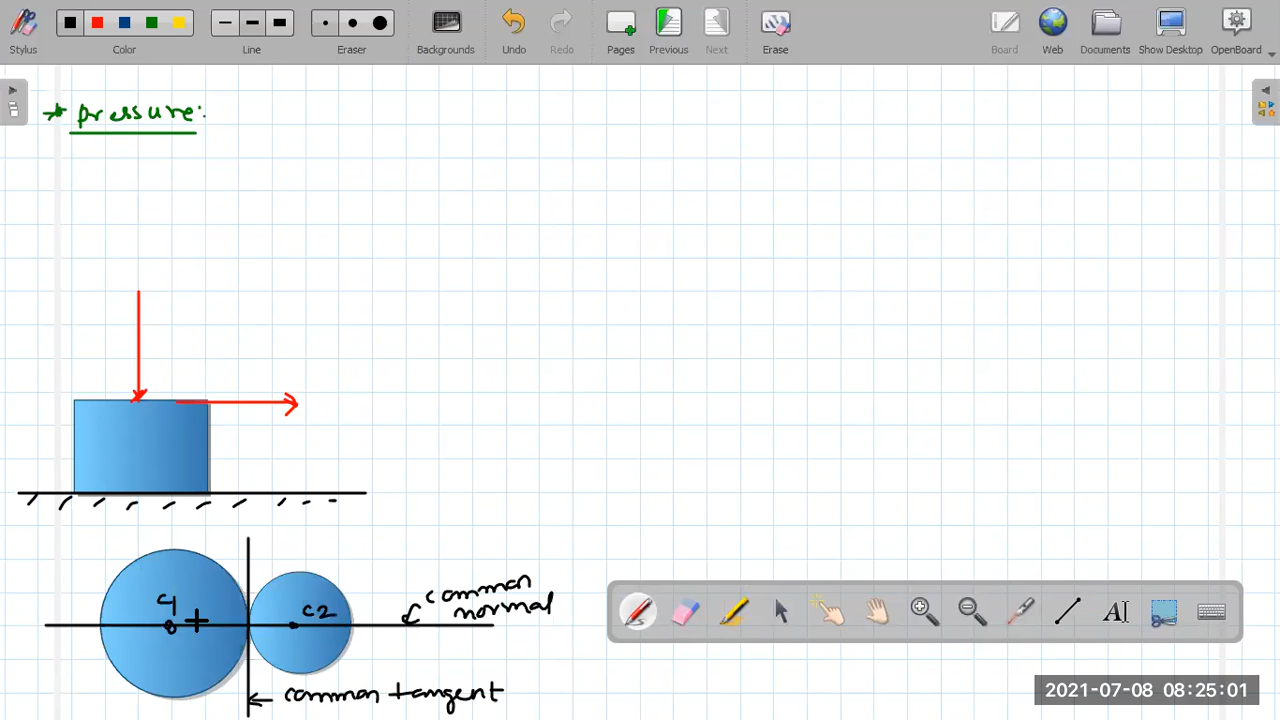 Stylus
Color
Line
Eraser
Backgrounds
Undo
Redo
Pages
Previous
Next
Erase
Board
Web
Documents
Show Desktop
OpenBoard
* pressure:
C1
C2
common
normal
common tangent
AI
2021-07-08 08:25:01